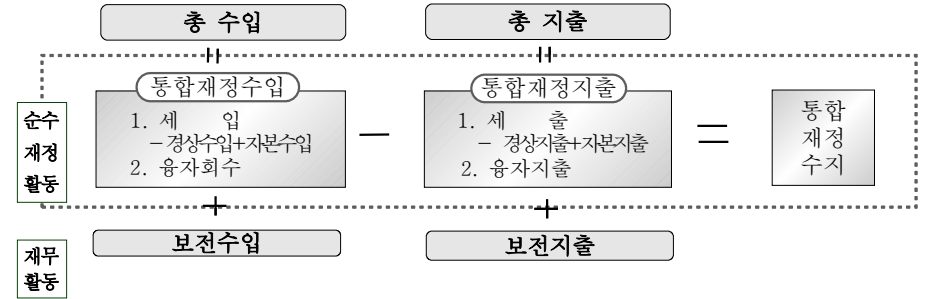 총 수입
총 지출
=
=
통합재정수입
통합재정지출
순수
재정
활동
1. 세 입
- 경상수입+자본수입
2. 융자회수
-
1. 세 출
- 경상지출+자본지출
2. 융자지출
=
통합
재정
수지
+
+
보전수입
보전지출
재무
활동